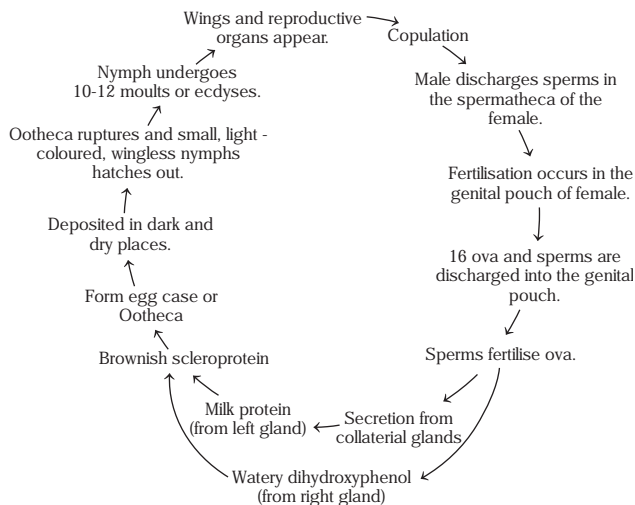 Wings and reproductive
organs appear.
Copulation
Male discharges sperms in
the spermatheca of the
female.
Fertilisation occurs in the
genital pouch of female.
16 ova and sperms are
discharged into the genital
pouch.
Sperms fertilise ova.
Secretion from
collaterial glands
Milk protein
(from left gland)
Watery dihydroxyphenol
(from right gland)
Brownish scleroprotein
Form egg case or
Ootheca
Deposited in dark and
dry places.
Ootheca ruptures and small, light -
coloured, wingless nymphs
hatches out.
Nymph undergoes
10-12 moults or ecdyses.